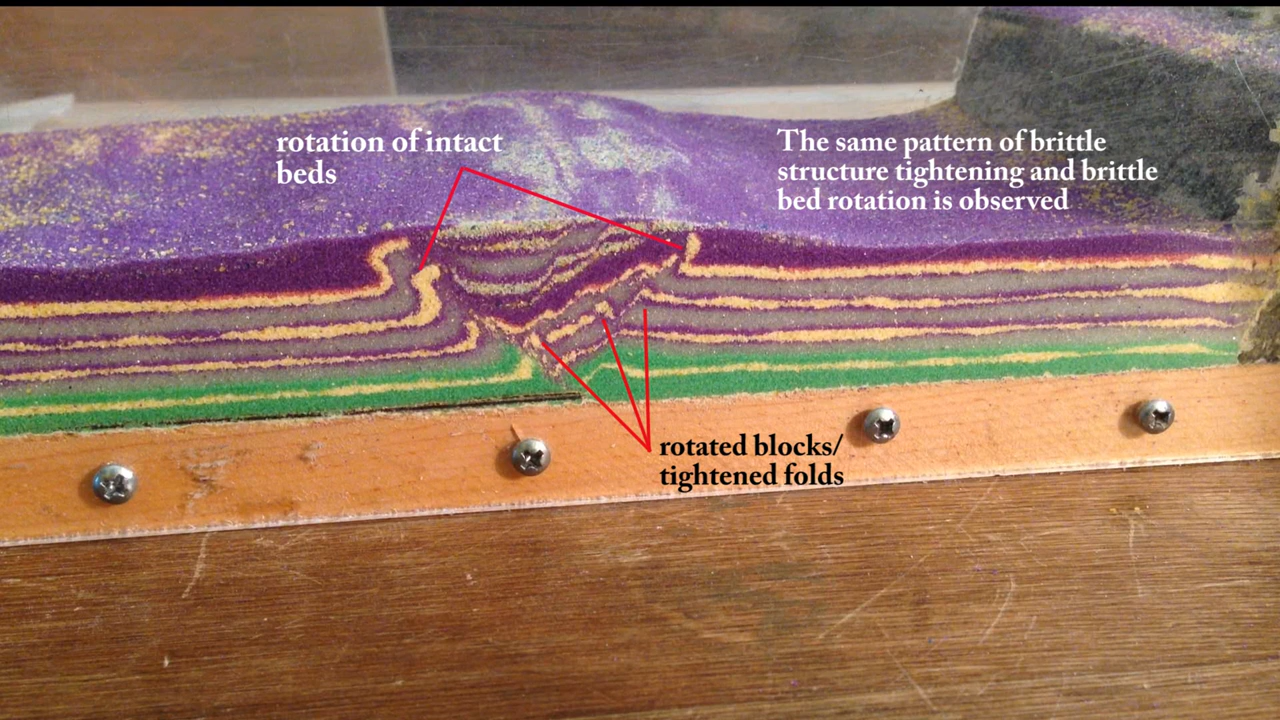 rotation of intact
beds
The same pattern of brittle
structure tightening and brittle
bed rotation is observed
rotated blocks/
tightened folds